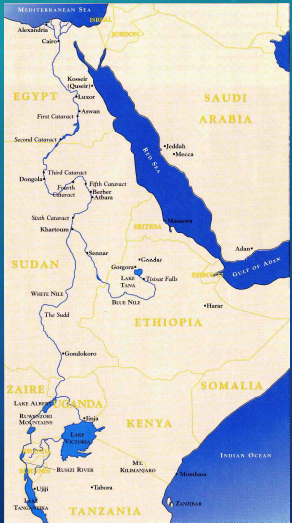 MEDITERRANEAN SEA
Alexandria
ISRAEL
JORDON
Cairo
Kosseir
(Quseir)
EGYPT
Luxor
SAUDI
ARABIA
Aswan
First Cataract
Second Cataract
RED SEA
Jeddah
Mecca
Third Cataract
Dongola
Fourth
Cataract
Fifth Cataract
Berber
Atbara
Sixth Cataract
Khartoum
ERITREA
Massawa
Adan
Sennar
Gondar
Gorgora
LAKE
TANA
Tisisat Falls
DJIBOUTI
GULF OF ADEN
SUDAN
WHITE NILE
BLUE NILE
Harar
The Sudd
ETHIOPIA
Gondokoro
ZAIRE
SOMALIA
LAKE ALBERT
UGANDA
RUWENZORI
MOUNTAINS
Jinja
KENYA
LAKE
VICTORIA
INDIAN OCEAN
RUSIZI RIVER
MT.
KILIMANJARO
Mombasa
Ujiji
Tabora
LAKE
TANGANYIKA
ZANZIBAR
TANZANIA